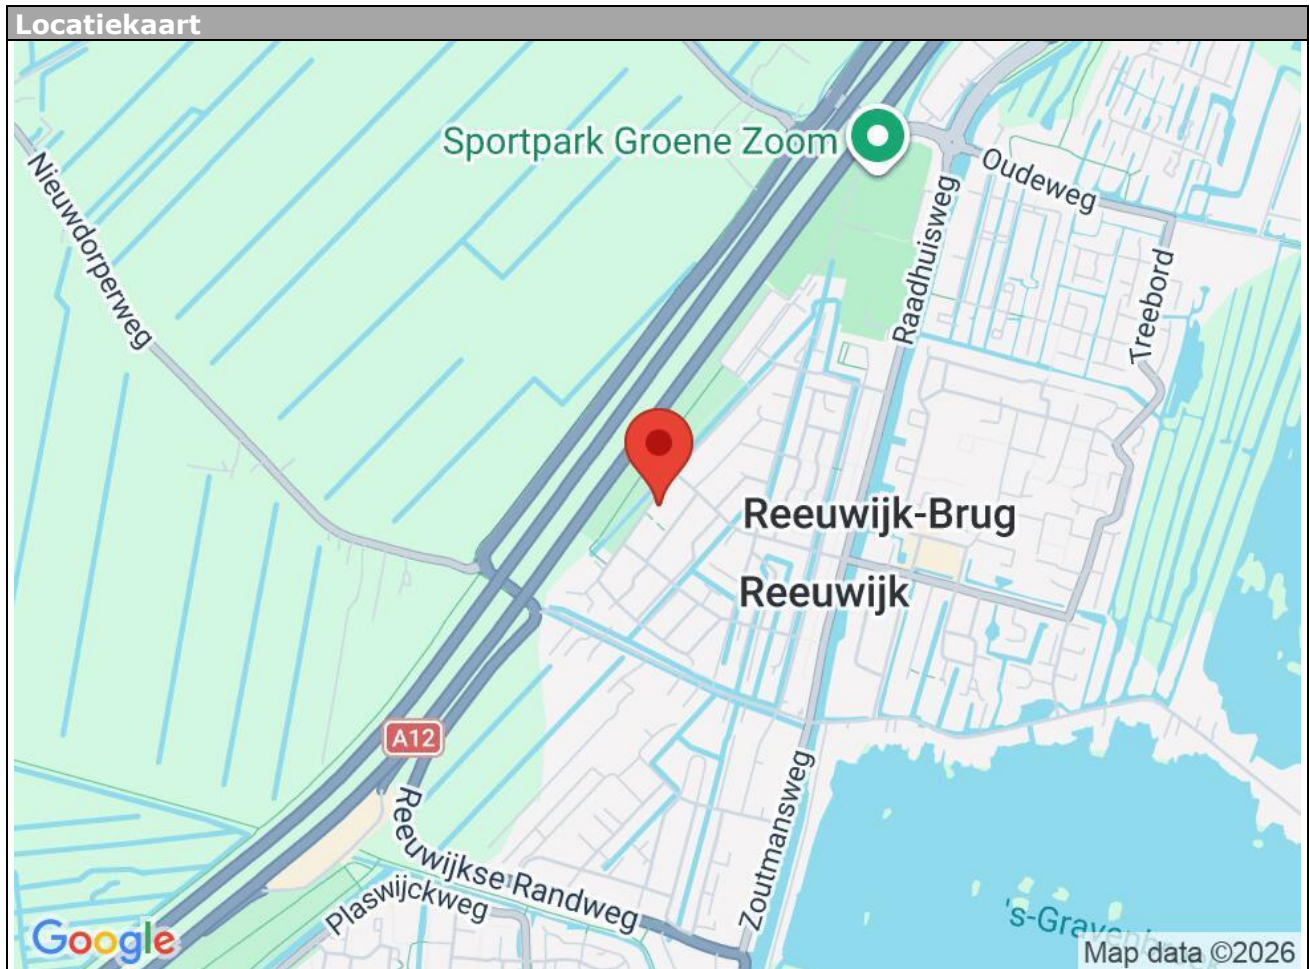 Locatiekaart
Sportpark Groene Zoom
Oudeweg
Nieuwdorperweg
Raadhuisweg
Treebord
Reeuwijk-Brug
Reeuwijk
A12
Reeuwijkse Randweg
Zoutmansweg
Plaswijckweg
Google
Map data ©2026